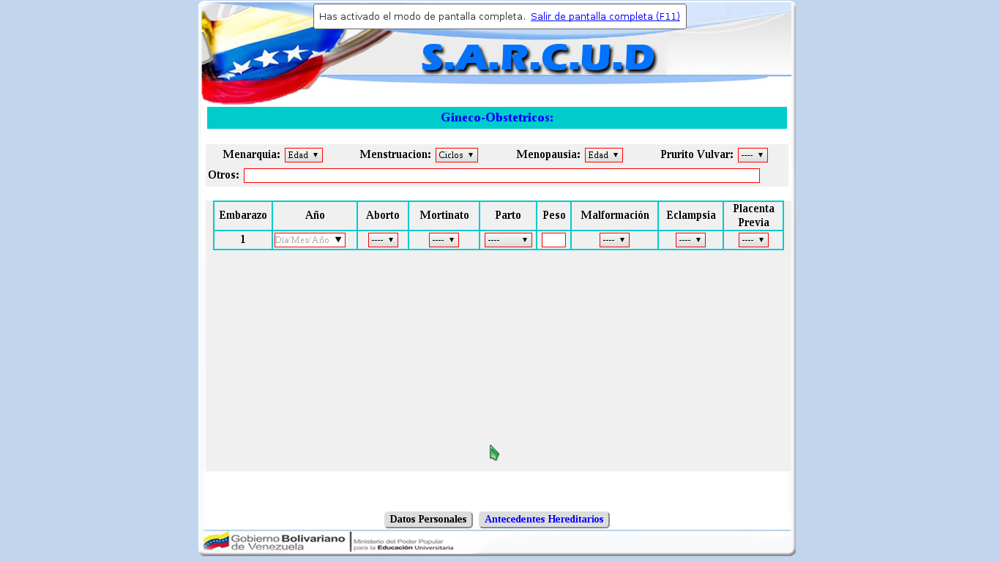 Has activado el modo de pantalla completa. Salir de pantalla completa (F11)
S.A.R.C.U.D
Gineco-Obstetricos:
Menarquia: Edad Menstruacion: Ciclos Menopausia: Edad Prurito Vulvar: ----
Otros:
Embarazo Año Aborto Mortinato Parto Peso Malformación Eclampsia Placenta Previa
1 Día/Mes/Año ---- ---- ---- ---- ---- ----
Datos Personales Antecedentes Hereditarios
Gobierno Bolivariano de Venezuela
Ministerio del Poder Popular
para la Educación Universitaria